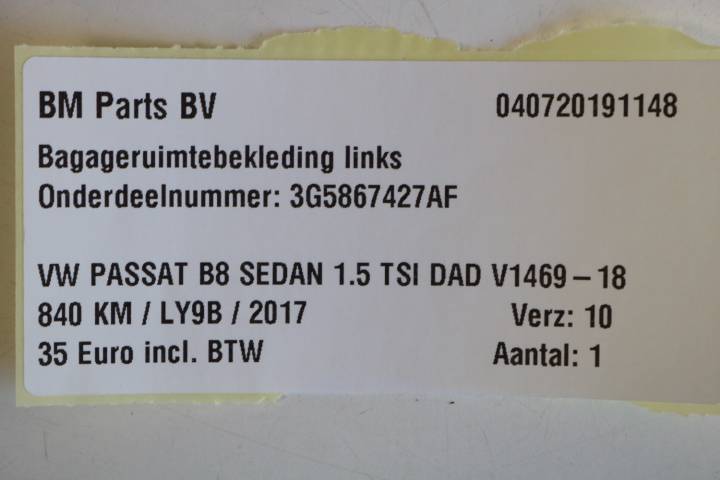 BM Parts BV 040720191148
Bagageruimtebekleding links
Onderdeelnummer: 3G5867427AF
VW PASSAT B8 SEDAN 1.5 TSI DAD V1469-18
840 KM / LY9B / 2017 Verz: 10
35 Euro incl. BTW Aantal: 1